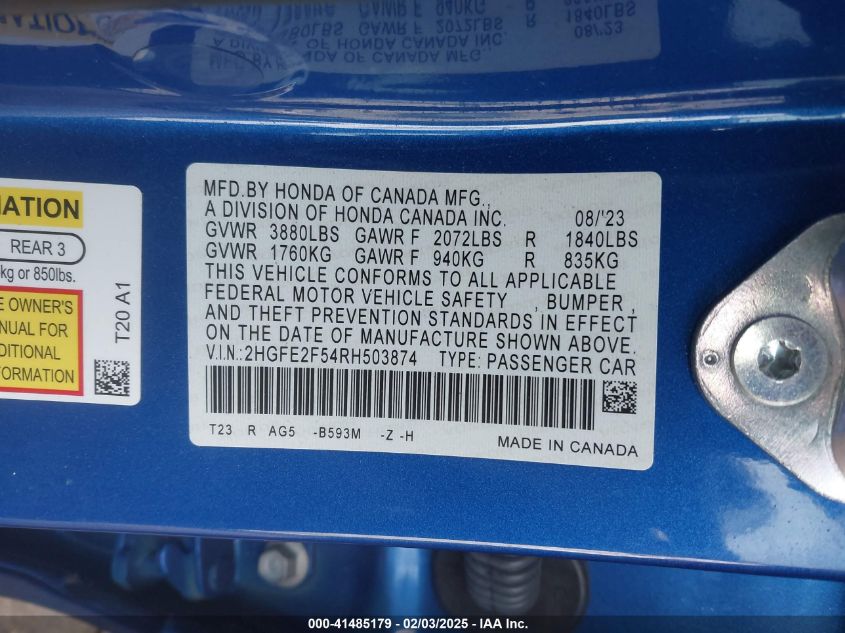 MATION
REAR 3
kg or 850lbs.
E OWNER'S
NUAL FOR
DITIONAL
FORMATION
T20 A1
MFD.BY HONDA OF CANADA MFG.,
A DIVISION OF HONDA CANADA INC. 08/'23
GVWR 3880LBS GAWR F 2072LBS R 1840LBS
GVWR 1760KG GAWR F 940KG R 835KG
THIS VEHICLE CONFORMS TO ALL APPLICABLE
FEDERAL MOTOR VEHICLE SAFETY , BUMPER ,
AND THEFT PREVENTION STANDARDS IN EFFECT
ON THE DATE OF MANUFACTURE SHOWN ABOVE.
V.I.N.:2HGFE2F54RH503874 TYPE: PASSENGER CAR
T23 R AG5 -B593M -Z -H
MADE IN CANADA
000-41485179 - 02/03/2025 - IAAI Inc.